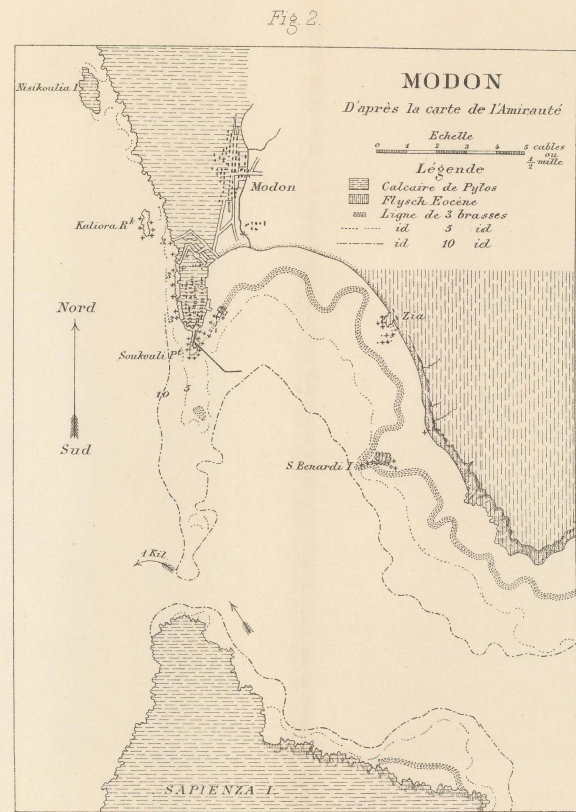 Fig. 2.
MODON
D'après la carte de l'Amirauté
Echelle
0 1 2 3 4 5 cables
ou
1/2 mille
Légende
Calcaire de Pylos
Flysch Eocène
Ligne de 3 brasses
id 5 id
id 10 id
Nisikoulia I.
Modon
Kaliora Rk
Nord
Zia
Soukouli pt
10 5
Sud
S. Benardi I
1 Kil
SAPIENZA I.